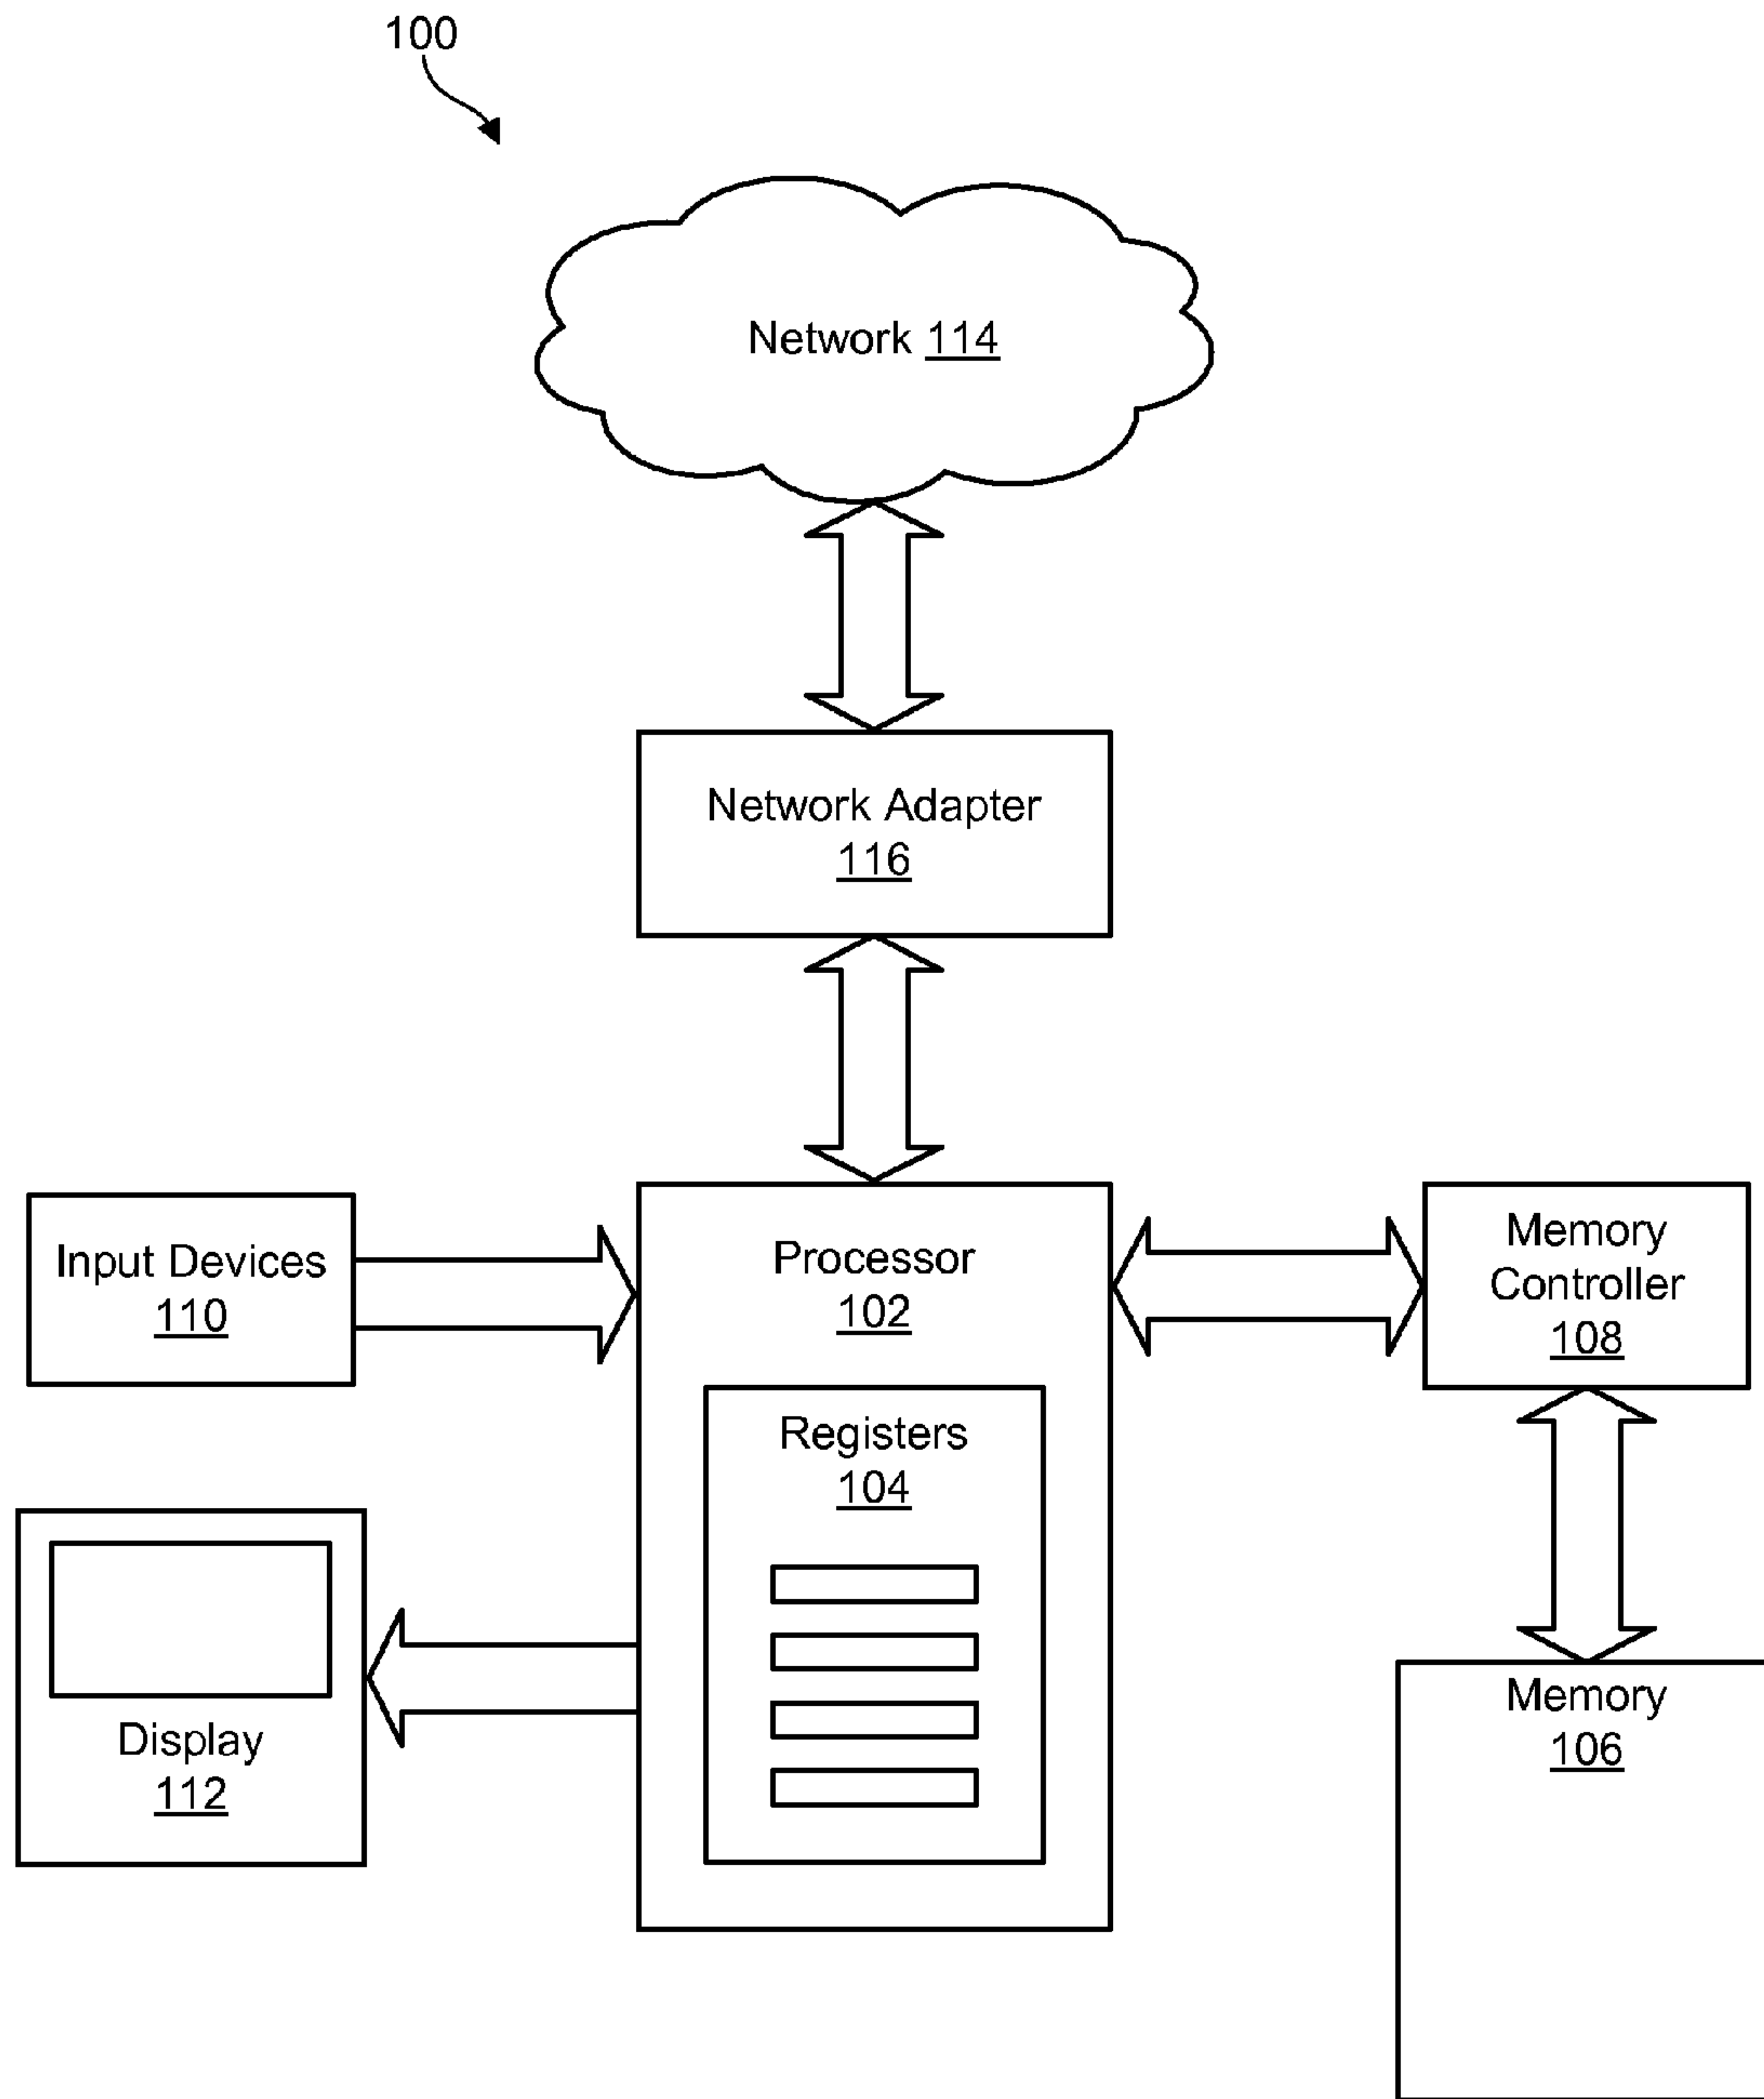 100
Network 114
Network Adapter
116
Input Devices
110
Processor
102
Memory
Controller
108
Registers
104
Display
112
Memory
106